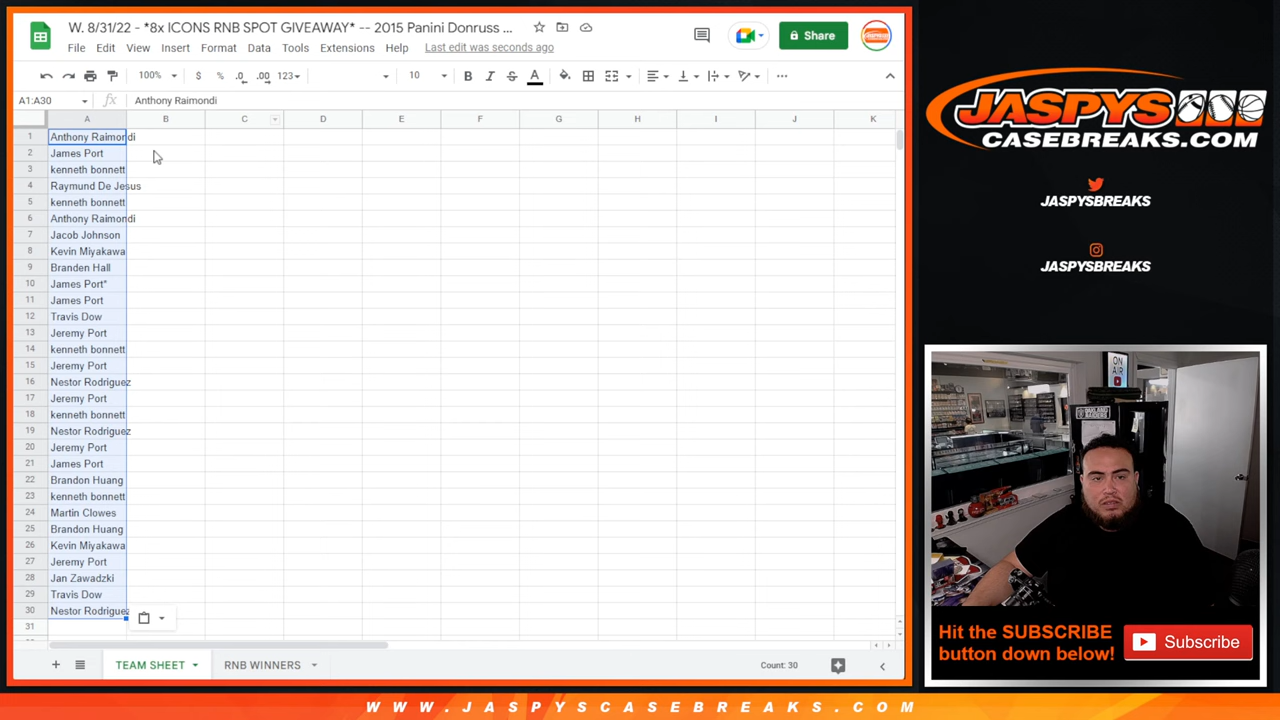 W. 8/31/22 - *8x ICONS RNB SPOT GIVEAWAY* -- 2015 Panini Donruss ...
File Edit View Insert Format Data Tools Extensions Help Last edit was seconds ago
Share
100% $ % .0 .00 123 10 B I S A
A1:A30 fx Anthony Raimondi
A B C D E F G H I J K
1 Anthony Raimondi
2 James Port
3 kenneth bonnett
4 Raymund De Jesus
5 kenneth bonnett
6 Anthony Raimondi
7 Jacob Johnson
8 Kevin Miyakawa
9 Branden Hall
10 James Port*
11 James Port
12 Travis Dow
13 Jeremy Port
14 kenneth bonnett
15 Jeremy Port
16 Nestor Rodriguez
17 Jeremy Port
18 kenneth bonnett
19 Nestor Rodriguez
20 Jeremy Port
21 James Port
22 Brandon Huang
23 kenneth bonnett
24 Martin Clowes
25 Brandon Huang
26 Kevin Miyakawa
27 Jeremy Port
28 Jan Zawadzki
29 Travis Dow
30 Nestor Rodriguez
31
TEAM SHEET RNB WINNERS Count: 30
JASPYS
CASEBREAKS.COM
JASPYSBREAKS
JASPYSBREAKS
ON
AIR
OAKLAND
RAIDERS
Hit the SUBSCRIBE
button down below!
Subscribe
WWW.JASPYSCASEBREAKS.COM